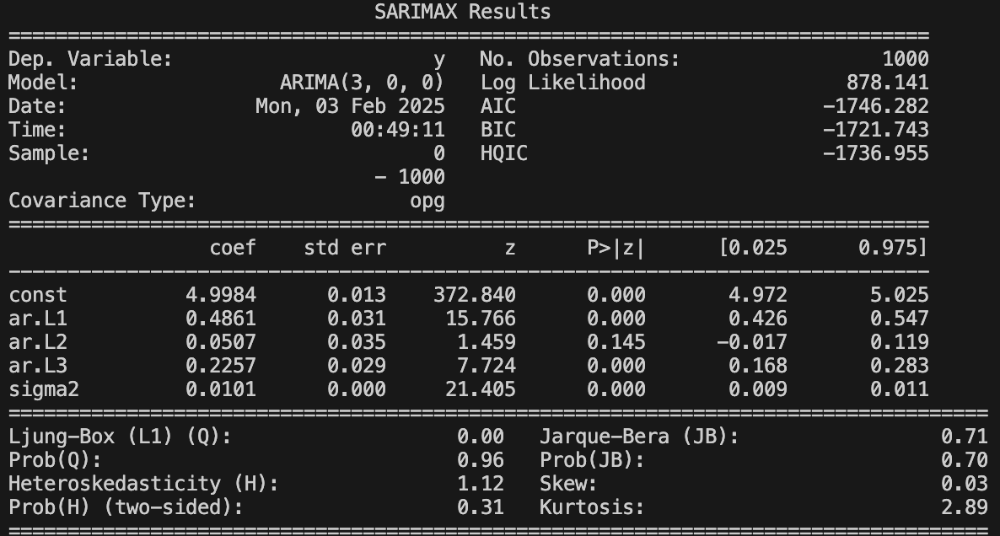 SARIMAX Results
==============================================================================
Dep. Variable:                      y   No. Observations:                 1000
Model:                 ARIMA(3, 0, 0)   Log Likelihood                 878.141
Date:                Mon, 03 Feb 2025   AIC                          -1746.282
Time:                        00:49:11   BIC                          -1721.743
Sample:                             0   HQIC                         -1736.955
- 1000
Covariance Type:                  opg
==============================================================================
coef    std err          z      P>|z|      [0.025      0.975]
------------------------------------------------------------------------------
const          4.9984      0.013    372.840      0.000       4.972       5.025
ar.L1          0.4861      0.031     15.766      0.000       0.426       0.547
ar.L2          0.0507      0.035      1.459      0.145      -0.017       0.119
ar.L3          0.2257      0.029      7.724      0.000       0.168       0.283
sigma2         0.0101      0.000     21.405      0.000       0.009       0.011
===================================================================================
Ljung-Box (L1) (Q):                   0.00   Jarque-Bera (JB):                 0.71
Prob(Q):                              0.96   Prob(JB):                         0.70
Heteroskedasticity (H):               1.12   Skew:                             0.03
Prob(H) (two-sided):                  0.31   Kurtosis:                         2.89
===================================================================================